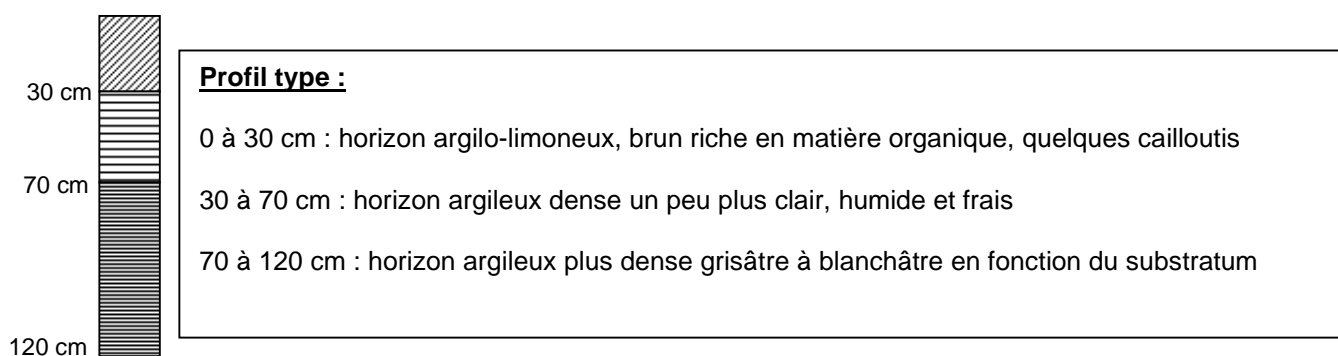 Profil type :
30 cm
0 à 30 cm : horizon argilo-limoneux, brun riche en matière organique, quelques cailloutis
70 cm
30 à 70 cm : horizon argileux dense un peu plus clair, humide et frais
70 à 120 cm : horizon argileux plus dense grisâtre à blanchâtre en fonction du substratum
120 cm